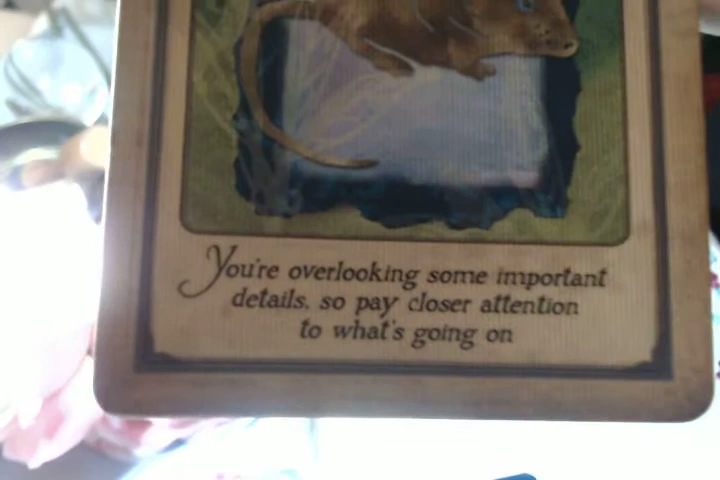 You're overlooking some important
details, so pay closer attention
to what's going on